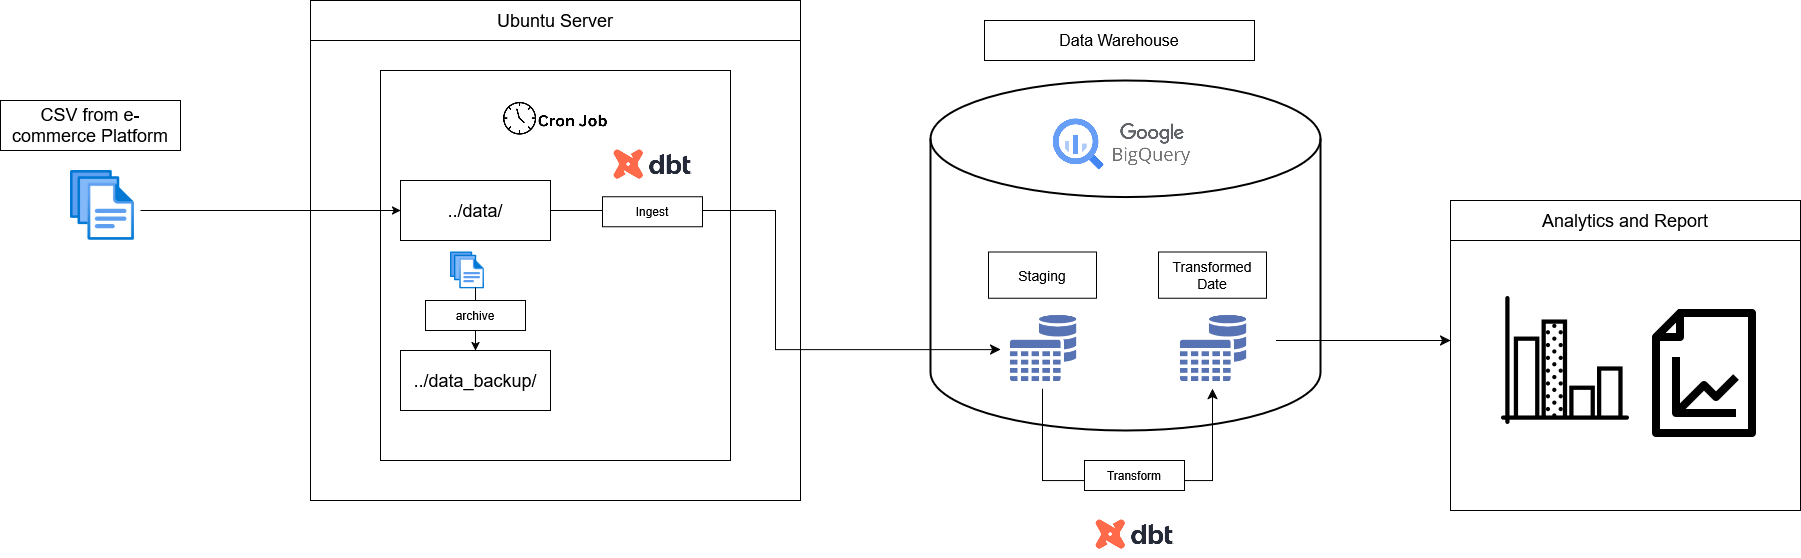 Ubuntu Server
Data Warehouse
CSV from e-
commerce Platform
Cron Job
dbt
Google
BigQuery
../data/
Ingest
Analytics and Report
Staging
Transformed
Date
archive
../data_backup/
Transform
dbt